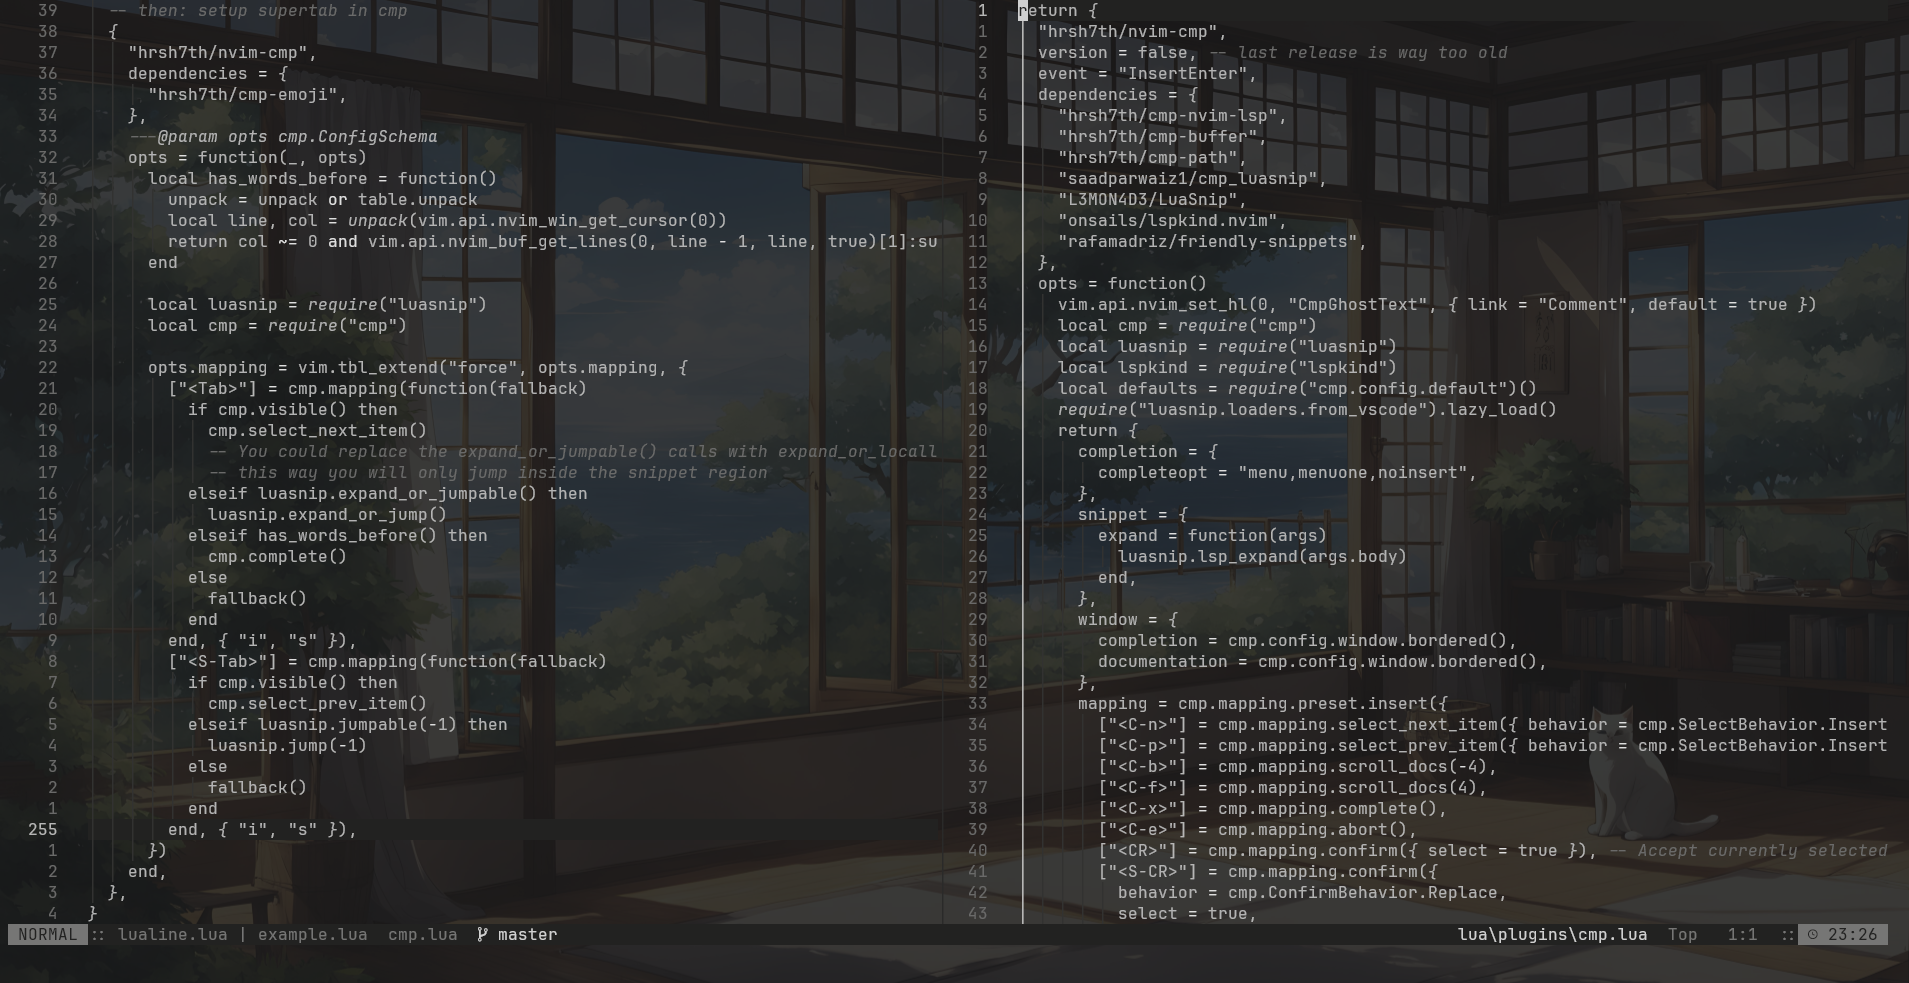 39 -- then: setup supertab in cmp
38 {
37 "hrsh7th/nvim-cmp",
36 dependencies = {
35 "hrsh7th/cmp-emoji",
34 },
33 ---@param opts cmp.ConfigSchema
32 opts = function(_, opts)
31 local has_words_before = function()
30 unpack = unpack or table.unpack
29 local line, col = unpack(vim.api.nvim_win_get_cursor(0))
28 return col ~= 0 and vim.api.nvim_buf_get_lines(0, line - 1, line, true)[1]:su
27 end
26
25 local luasnip = require("luasnip")
24 local cmp = require("cmp")
23
22 opts.mapping = vim.tbl_extend("force", opts.mapping, {
21 ["<Tab>"] = cmp.mapping(function(fallback)
20 if cmp.visible() then
19 cmp.select_next_item()
18 -- You could replace the expand_or_jumpable() calls with expand_or_locall
17 -- this way you will only jump inside the snippet region
16 elseif luasnip.expand_or_jumpable() then
15 luasnip.expand_or_jump()
14 elseif has_words_before() then
13 cmp.complete()
12 else
11 fallback()
10 end
9 end, { "i", "s" }),
8 ["<S-Tab>"] = cmp.mapping(function(fallback)
7 if cmp.visible() then
6 cmp.select_prev_item()
5 elseif luasnip.jumpable(-1) then
4 luasnip.jump(-1)
3 else
2 fallback()
1 end
255 end, { "i", "s" }),
1 })
2 end,
3 },
4 }
1 return {
1 "hrsh7th/nvim-cmp",
2 version = false, -- last release is way too old
3 event = "InsertEnter",
4 dependencies = {
5 "hrsh7th/cmp-nvim-lsp",
6 "hrsh7th/cmp-buffer",
7 "hrsh7th/cmp-path",
8 "saadparwaiz1/cmp_luasnip",
9 "L3MON4D3/LuaSnip",
10 "onsails/lspkind.nvim",
11 "rafamadriz/friendly-snippets",
12 },
13 opts = function()
14 vim.api.nvim_set_hl(0, "CmpGhostText", { link = "Comment", default = true })
15 local cmp = require("cmp")
16 local luasnip = require("luasnip")
17 local lspkind = require("lspkind")
18 local defaults = require("cmp.config.default")()
19 require("luasnip.loaders.from_vscode").lazy_load()
20 return {
21 completion = {
22 completeopt = "menu,menuone,noinsert",
23 },
24 snippet = {
25 expand = function(args)
26 luasnip.lsp_expand(args.body)
27 end,
28 },
29 window = {
30 completion = cmp.config.window.bordered(),
31 documentation = cmp.config.window.bordered(),
32 },
33 mapping = cmp.mapping.preset.insert({
34 ["<C-n>"] = cmp.mapping.select_next_item({ behavior = cmp.SelectBehavior.Insert
35 ["<C-p>"] = cmp.mapping.select_prev_item({ behavior = cmp.SelectBehavior.Insert
36 ["<C-b>"] = cmp.mapping.scroll_docs(-4),
37 ["<C-f>"] = cmp.mapping.scroll_docs(4),
38 ["<C-x>"] = cmp.mapping.complete(),
39 ["<C-e>"] = cmp.mapping.abort(),
40 ["<CR>"] = cmp.mapping.confirm({ select = true }), -- Accept currently selected
41 ["<S-CR>"] = cmp.mapping.confirm({
42 behavior = cmp.ConfirmBehavior.Replace,
43 select = true,
NORMAL :: lualine.lua | example.lua cmp.lua master lua\plugins\cmp.lua Top 1:1 :: 23:26